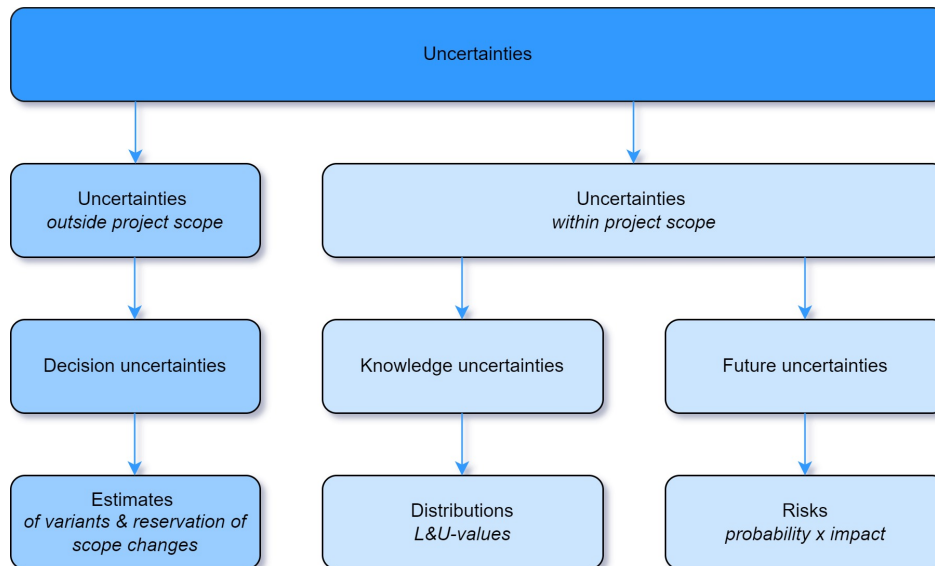 Uncertainties
Uncertainties
outside project scope
Uncertainties
within project scope
Decision uncertainties
Knowledge uncertainties
Future uncertainties
Estimates
of variants & reservation of
scope changes
Distributions
L&U-values
Risks
probability x impact